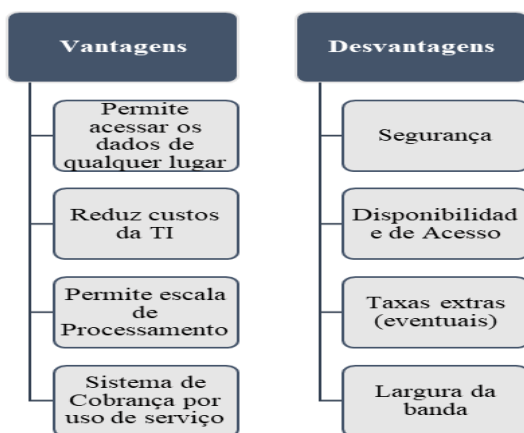 Vantagens
Permite
acessar os
dados de
qualquer lugar
Reduz custos
da TI
Permite escala
de
Processamento
Sistema de
Cobrança por
uso de serviço
Desvantagens
Segurança
Disponibilidad
e de Acesso
Taxas extras
(eventuais)
Largura da
banda